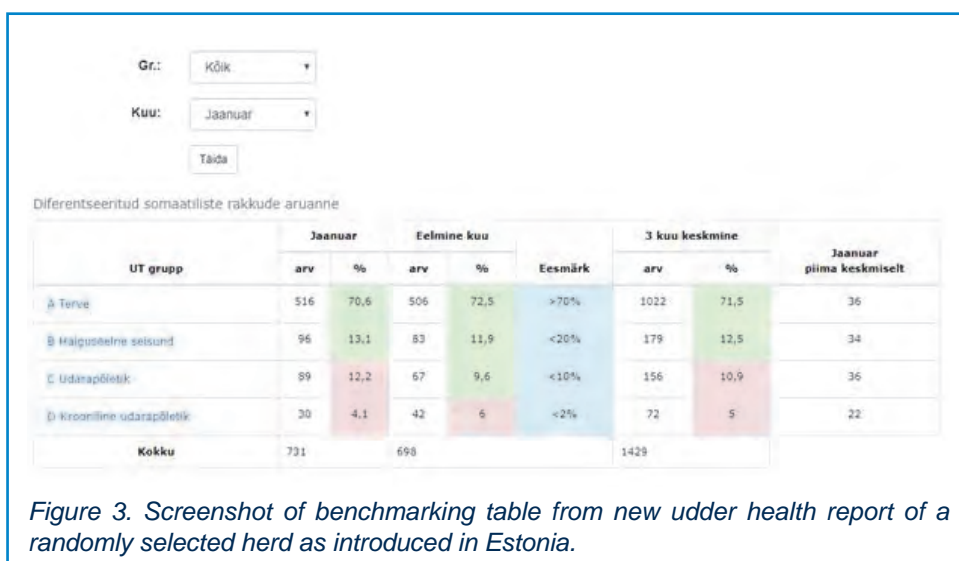 Gr.: Kõik
Kuu: Jaanuar
Täida
Diferentseeritud somaatiliste rakkude aruanne
Jaanuar Eelmine kuu 3 kuu keskmine
UT grupp arv % arv % Eesmärk arv % Jaanuar piima keskmiselt
A Terve 516 70,6 506 72,5 >70% 1022 71,5 36
B Haiguseelne seisund 96 13,1 83 11,9 <20% 179 12,5 34
C Udarapõletik 89 12,2 67 9,6 <10% 156 10,9 36
D Krooniline udarapõletik 30 4,1 42 6 <2% 72 5 22
Kokku 731 698 1429
Figure 3. Screenshot of benchmarking table from new udder health report of a
randomly selected herd as introduced in Estonia.